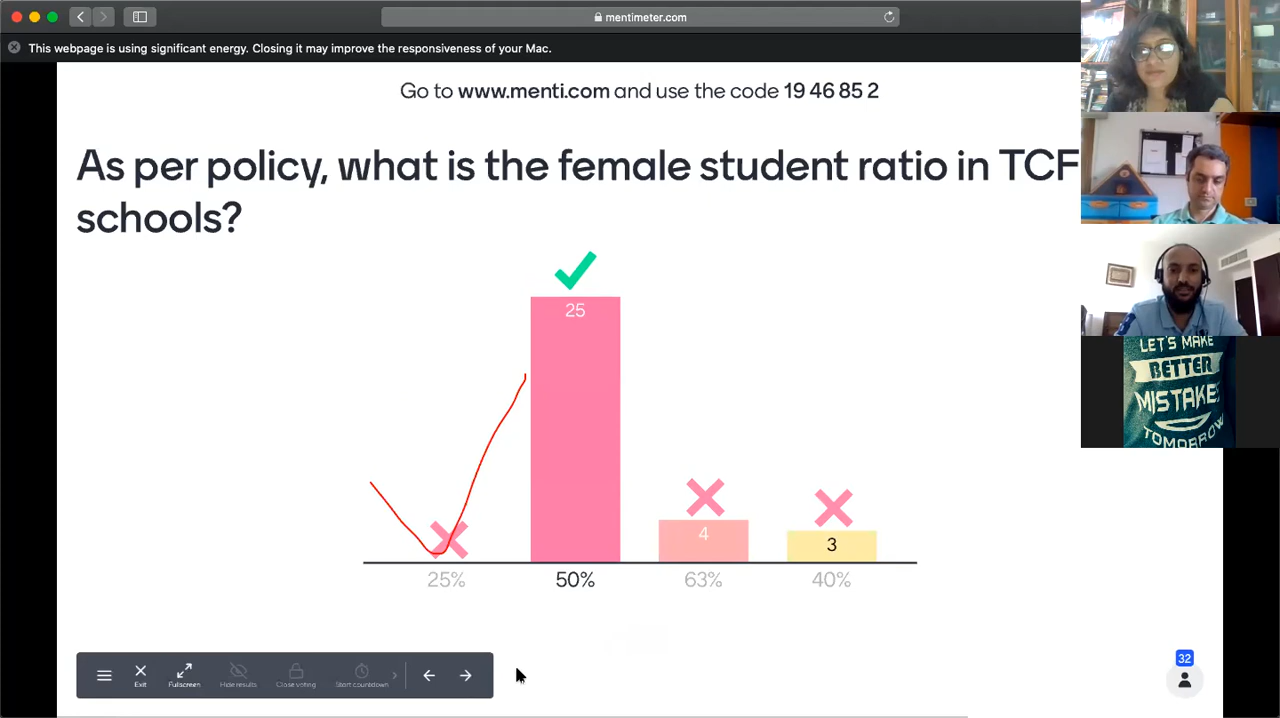 mentimeter.com
This webpage is using significant energy. Closing it may improve the responsiveness of your Mac.
Go to www.menti.com and use the code 19 46 85 2
As per policy, what is the female student ratio in TCF
schools?
25
4
3
25%
50%
63%
40%
Exit
Fullscreen
Hide results
Close voting
Start countdown
32
LET'S MAKE
BETTER
MISTAKES
TOMORROW